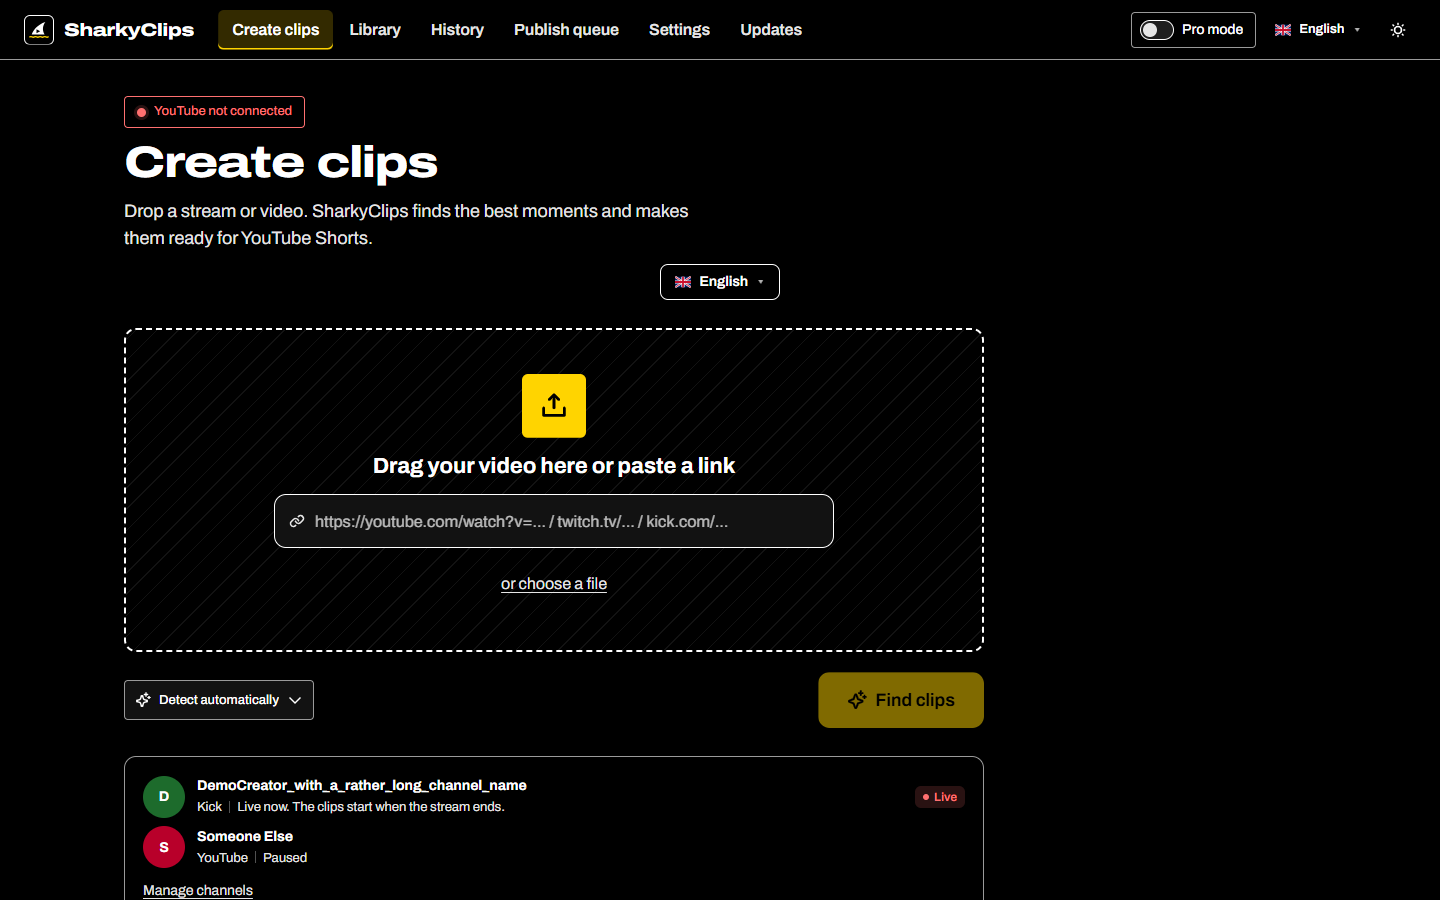 SharkyClips
Create clips
Library
History
Publish queue
Settings
Updates
Pro mode
English
YouTube not connected
Create clips
Drop a stream or video. SharkyClips finds the best moments and makes
them ready for YouTube Shorts.
English
Drag your video here or paste a link
https://youtube.com/watch?v=... / twitch.tv/... / kick.com/...
or choose a file
Detect automatically
Find clips
D
DemoCreator_with_a_rather_long_channel_name
Kick | Live now. The clips start when the stream ends.
Live
S
Someone Else
YouTube | Paused
Manage channels